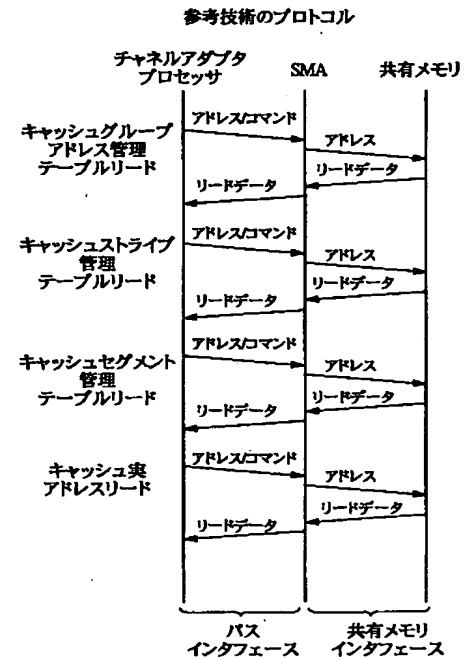 参考技術のプロトコル
チャネルアダプタ
プロセッサ
SMA
共有メモリ
キャッシュグループ
アドレス管理
テーブルリード
アドレス/コマンド
アドレス
リードデータ
リードデータ
キャッシュストライプ
管理
テーブルリード
アドレス/コマンド
アドレス
リードデータ
リードデータ
キャッシュセグメント
管理
テーブルリード
アドレス/コマンド
アドレス
リードデータ
リードデータ
キャッシュ実
アドレスリード
アドレス/コマンド
アドレス
リードデータ
リードデータ
パス
インタフェース
共有メモリ
インタフェース